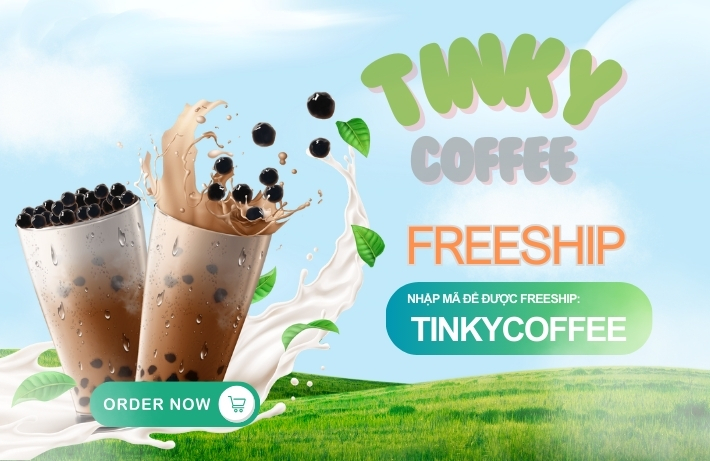 TINKY
COFFEE
FREESHIP
NHẬP MÃ ĐỂ ĐƯỢC FREESHIP:
TINKYCOFFEE
ORDER NOW